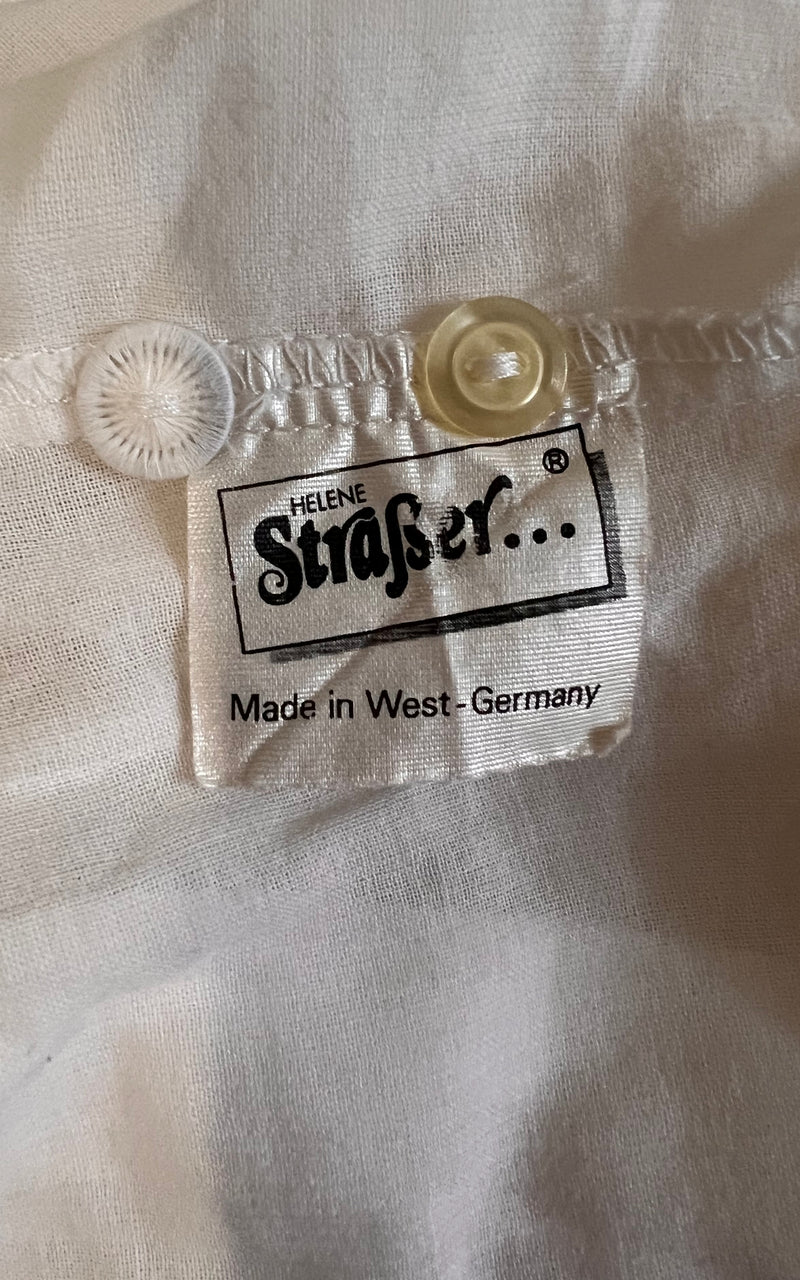 HELENE
Straßer... ®
Made in West-Germany